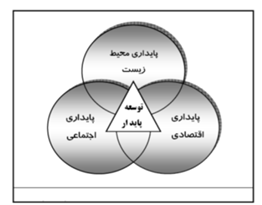 پایداری محیط
زیست
توسعه
پایدار
پایداری
اقتصادی
پایداری
اجتماعی